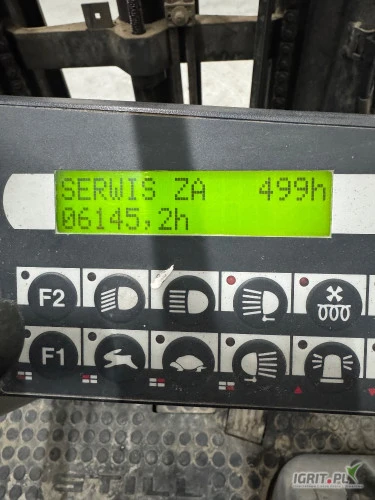 SERWIS ZA 499h
06145,2h
F2
F1
IGRIT.PL